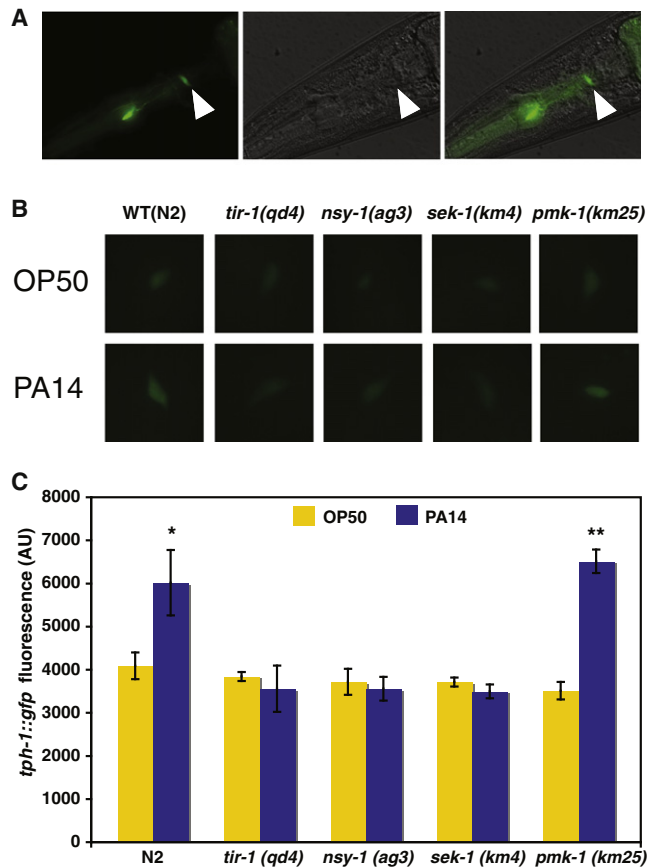 A
B
WT(N2) tir-1(qd4) nsy-1(ag3) sek-1(km4) pmk-1(km25)
OP50
PA14
C
8000
7000
6000
5000
4000
3000
2000
1000
0
tph-1::gfp fluorescence (AU)
OP50 PA14
*
**
N2 tir-1 (qd4) nsy-1 (ag3) sek-1 (km4) pmk-1 (km25)